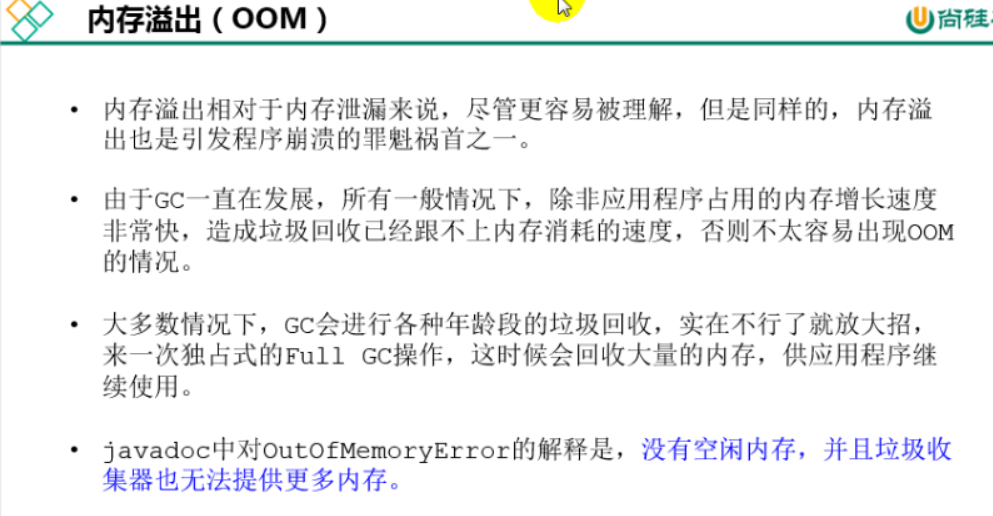 内存溢出（OOM）
尚硅
• 内存溢出相对于内存泄漏来说，尽管更容易被理解，但是同样的，内存溢
出也是引发程序崩溃的罪魁祸首之一。
• 由于GC一直在发展，所有一般情况下，除非应用程序占用的内存增长速度
非常快，造成垃圾回收已经跟不上内存消耗的速度，否则不太容易出现OOM
的情况。
• 大多数情况下，GC会进行各种年龄段的垃圾回收，实在不行了就放大招，
来一次独占式的Full GC操作，这时候会回收大量的内存，供应用程序继
续使用。
• javadoc中对OutOfMemoryError的解释是，没有空闲内存，并且垃圾收
集器也无法提供更多内存。